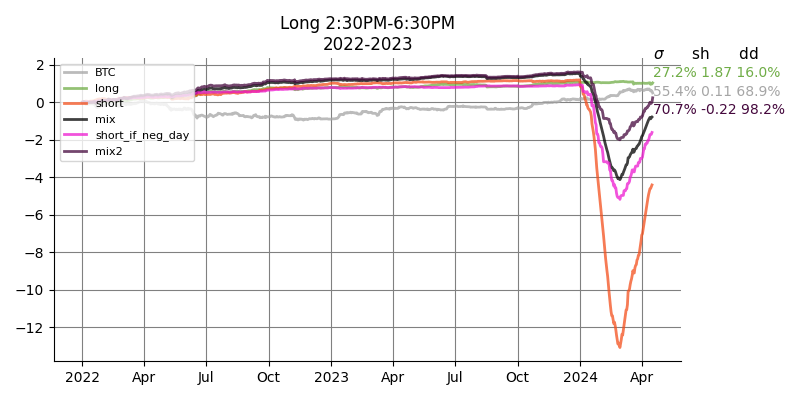 Long 2:30PM-6:30PM
2022-2023
σ sh dd
27.2% 1.87 16.0%
55.4% 0.11 68.9%
70.7% -0.22 98.2%
BTC
long
short
mix
short_if_neg_day
mix2
2
0
−2
−4
−6
−8
−10
−12
2022 Apr Jul Oct 2023 Apr Jul Oct 2024 Apr